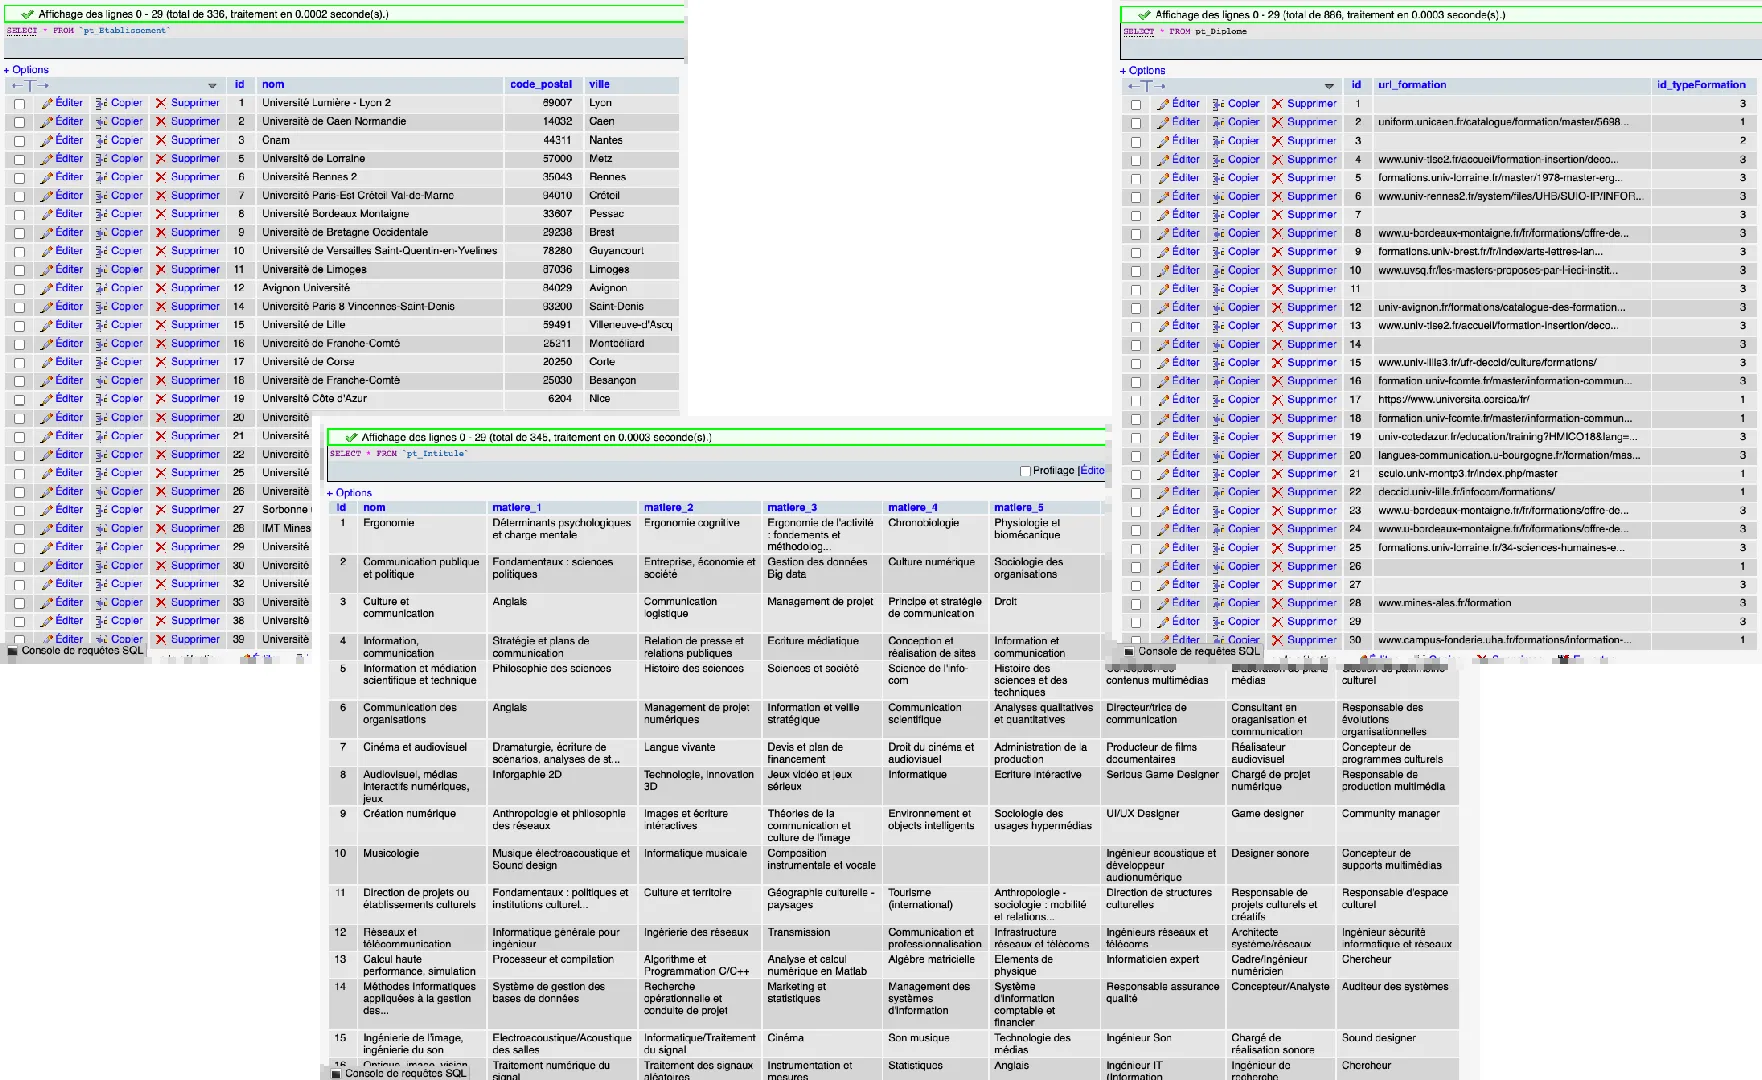 Affichage des lignes 0 - 29 (total de 336, traitement en 0.0002 seconde(s).)
SELECT * FROM `pt_Etablissement`
+ Options
id nom code_postal ville
Éditer Copier Supprimer 1 Université Lumière - Lyon 2 69007 Lyon
Éditer Copier Supprimer 2 Université de Caen Normandie 14032 Caen
Éditer Copier Supprimer 3 Cnam 44311 Nantes
Éditer Copier Supprimer 5 Université de Lorraine 57000 Metz
Éditer Copier Supprimer 6 Université Rennes 2 35043 Rennes
Éditer Copier Supprimer 7 Université Paris-Est Créteil Val-de-Marne 94010 Créteil
Éditer Copier Supprimer 8 Université Bordeaux Montaigne 33607 Pessac
Éditer Copier Supprimer 9 Université de Bretagne Occidentale 29238 Brest
Éditer Copier Supprimer 10 Université de Versailles Saint-Quentin-en-Yvelines 78280 Guyancourt
Éditer Copier Supprimer 11 Université de Limoges 87036 Limoges
Éditer Copier Supprimer 12 Avignon Université 84029 Avignon
Éditer Copier Supprimer 14 Université Paris 8 Vincennes-Saint-Denis 93200 Saint-Denis
Éditer Copier Supprimer 15 Université de Lille 59491 Villeneuve-d'Ascq
Éditer Copier Supprimer 16 Université de Franche-Comté 25211 Montbéliard
Éditer Copier Supprimer 17 Université de Corse 20250 Corte
Éditer Copier Supprimer 18 Université de Franche-Comté 25030 Besançon
Éditer Copier Supprimer 19 Université Côte d'Azur 6204 Nice
Éditer Copier Supprimer 20 Université
Éditer Copier Supprimer 21 Université
Éditer Copier Supprimer 22 Université
Éditer Copier Supprimer 25 Université
Éditer Copier Supprimer 26 Université
Éditer Copier Supprimer 27 Sorbonne
Éditer Copier Supprimer 28 IMT Mines
Éditer Copier Supprimer 29 Université
Éditer Copier Supprimer 30 Université
Éditer Copier Supprimer 32 Université
Éditer Copier Supprimer 33 Université
Éditer Copier Supprimer 38 Université
Éditer Copier Supprimer 39 Université
Console de requêtes SQL
Affichage des lignes 0 - 29 (total de 886, traitement en 0.0003 seconde(s).)
SELECT * FROM pt_Diplome
+ Options
id url_formation id_typeFormation
Éditer Copier Supprimer 1 3
Éditer Copier Supprimer 2 uniform.unicaen.fr/catalogue/formation/master/5698... 1
Éditer Copier Supprimer 3 2
Éditer Copier Supprimer 4 www.univ-tlse2.fr/accueil/formation-insertion/deco... 3
Éditer Copier Supprimer 5 formations.univ-lorraine.fr/master/1978-master-erg... 3
Éditer Copier Supprimer 6 www.univ-rennes2.fr/system/files/UHB/SUIO-IP/INFOR... 3
Éditer Copier Supprimer 7 3
Éditer Copier Supprimer 8 www.u-bordeaux-montaigne.fr/fr/formations/offre-de... 3
Éditer Copier Supprimer 9 formations.univ-brest.fr/fr/index/arts-lettres-lan... 3
Éditer Copier Supprimer 10 www.uvsq.fr/les-masters-proposes-par-l-ieci-instit... 3
Éditer Copier Supprimer 11 3
Éditer Copier Supprimer 12 univ-avignon.fr/formations/catalogue-des-formation... 3
Éditer Copier Supprimer 13 www.univ-tlse2.fr/accueil/formation-insertion/deco... 3
Éditer Copier Supprimer 14 3
Éditer Copier Supprimer 15 www.univ-lille3.fr/ufr-deccid/culture/formations/ 3
Éditer Copier Supprimer 16 formation.univ-fcomte.fr/master/information-commun... 3
Éditer Copier Supprimer 17 https://www.universita.corsica/fr/ 1
Éditer Copier Supprimer 18 formation.univ-fcomte.fr/master/information-commun... 1
Éditer Copier Supprimer 19 univ-cotedazur.fr/education/training?HMICO18&lang=... 3
Éditer Copier Supprimer 20 langues-communication.u-bourgogne.fr/formation/mas... 3
Éditer Copier Supprimer 21 scuio.univ-montp3.fr/index.php/master 1
Éditer Copier Supprimer 22 deccid.univ-lille.fr/infocom/formations/ 1
Éditer Copier Supprimer 23 www.u-bordeaux-montaigne.fr/fr/formations/offre-de... 3
Éditer Copier Supprimer 24 www.u-bordeaux-montaigne.fr/fr/formations/offre-de... 3
Éditer Copier Supprimer 25 formations.univ-lorraine.fr/34-sciences-humaines-e... 3
Éditer Copier Supprimer 26 1
Éditer Copier Supprimer 27 3
Éditer Copier Supprimer 28 www.mines-ales.fr/formation 3
Éditer Copier Supprimer 29 3
Éditer Copier Supprimer 30 www.campus-fonderie.uha.fr/formations/information-... 1
Console de requêtes SQL
Affichage des lignes 0 - 29 (total de 345, traitement en 0.0003 seconde(s).)
SELECT * FROM `pt_Intitule`
Profilage [Édite
+ Options
id nom matiere_1 matiere_2 matiere_3 matiere_4 matiere_5
1 Ergonomie Déterminants psychologiques Ergonomie cognitive Ergonomie de l'activité Chronobiologie Physiologie et
et charge mentale : fondements et biomécanique
méthodolog...
2 Communication publique Fondamentaux : sciences Entreprise, économie et Gestion des données Culture numérique Sociologie des
et politique politiques société Big data organisations
3 Culture et Anglais Communication Management de projet Principe et stratégie Droit
communication logistique de communication
4 Information, Stratégie et plans de Relation de presse et Ecriture médiatique Conception et Information et
communication communication relations publiques réalisation de sites communication
5 Information et médiation Philosophie des sciences Histoire des sciences Sciences et société Science de l'info- Histoire des
scientifique et technique com sciences et des contenus multimédias médias culturel
techniques
6 Communication des Anglais Management de projet Information et veille Communication Analyses qualitatives Directeur/trice de Consultant en Responsable des
organisations numériques stratégique scientifique et quantitatives communication oraganisation et évolutions
communication organisationnelles
7 Cinéma et audiovisuel Dramaturgie, écriture de Langue vivante Devis et plan de Droit du cinéma et Administration de la Producteur de films Réalisateur Concepteur de
scénarios, analyses de st... financement audiovisuel production documentaires audiovisuel programmes culturels
8 Audiovisuel, médias Inforgaphie 2D Technologie, innovation Jeux vidéo et jeux Informatique Ecriture intéractive Serious Game Designer Chargé de projet Responsable de
interactifs numériques, 3D sérieux numérique production multimédia
jeux
9 Création numérique Anthropologie et philosophie Images et écriture Théories de la Environnement et Sociologie des UI/UX Designer Game designer Community manager
des réseaux intéractives communication et objects intelligents usages hypermédias
culture de l'image
10 Musicologie Musique électroacoustique et Informatique musicale Composition Ingénieur acoustique et Designer sonore Concepteur de
Sound design instrumentale et vocale développeur supports multimédias
audionumérique
11 Direction de projets ou Fondamentaux : politiques et Culture et territoire Géographie culturelle - Tourisme Anthropologie - Direction de structures Responsable de Responsable d'espace
établissements culturels institutions culturel... paysages (international) sociologie : mobilité culturelles projets culturels et culturel
et relations... créatifs
12 Réseaux et Informatique générale pour Ingérierie des réseaux Transmission Communication et Infrastructure Ingénieurs réseaux et Architecte Ingénieur sécurité
télécommunication ingénieur professionnalisation réseaux et télécoms télécoms système/réseaux informatique et réseaux
13 Calcul haute Processeur et compilation Algorithme et Analyse et calcul Algèbre matricielle Elements de Informaticien expert Cadre/Ingénieur Chercheur
performance, simulation Programmation C/C++ numérique en Matlab physique numéricien
14 Méthodes informatiques Système de gestion des Recherche Marketing et Management des Système Responsable assurance Concepteur/Analyste Auditeur des systèmes
appliquées à la gestion bases de données opérationnelle et statistiques systèmes d'information qualité
des... conduite de projet d'information comptable et
financier
15 Ingénierie de l'image, Electroacoustique/Acoustique Informatique/Traitement Cinéma Son musique Technologie des Ingénieur Son Chargé de Sound designer
ingénierie du son des salles du signal médias réalisation sonore
16 Optique, image, vision Traitement numérique du Traitement des signaux Instrumentation et Statistiques Anglais Ingénieur IT Ingénieur de Chercheur
signal aléatoires mesures (Information recherche
Console de requêtes SQL